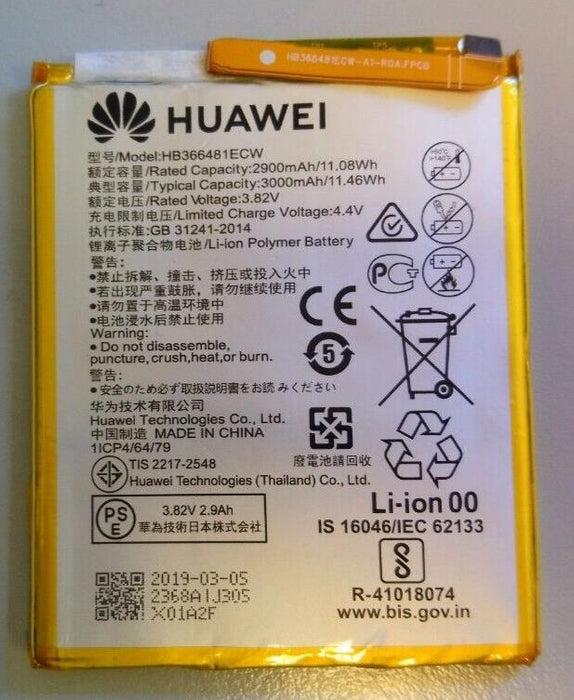 HB366481ECW-A1-ROA.FPCB
HUAWEI
型号/Model:HB366481ECW
额定容量/Rated Capacity:2900mAh/11.08Wh
典型容量/Typical Capacity:3000mAh/11.46Wh
额定电压/Rated Voltage:3.82V
充电限制电压/Limited Charge Voltage:4.4V
执行标准:GB 31241-2014
锂离子聚合物电池/Li-ion Polymer Battery
警告:
●禁止拆解、撞击、挤压或投入火中
●若出现严重鼓胀，请勿继续使用
●请勿置于高温环境中
●电池浸水后禁止使用
Warning:
● Do not disassemble,
puncture,crush,heat,or burn.
警告:
● 安全のため必ず取扱説明書をお読みください
华为技术有限公司
Huawei Technologies Co., Ltd.
中国制造 MADE IN CHINA
1ICP4/64/79
TIS 2217-2548
Huawei Technologies (Thailand) Co., Ltd.
PS
E
3.82V 2.9Ah
華為技術日本株式会社
2019-03-05
2368AIJ305
X01A2F
>60°C
>140°F
CE
5
廢電池請回收
Li-ion 00
IS 16046/IEC 62133
R-41018074
www.bis.gov.in